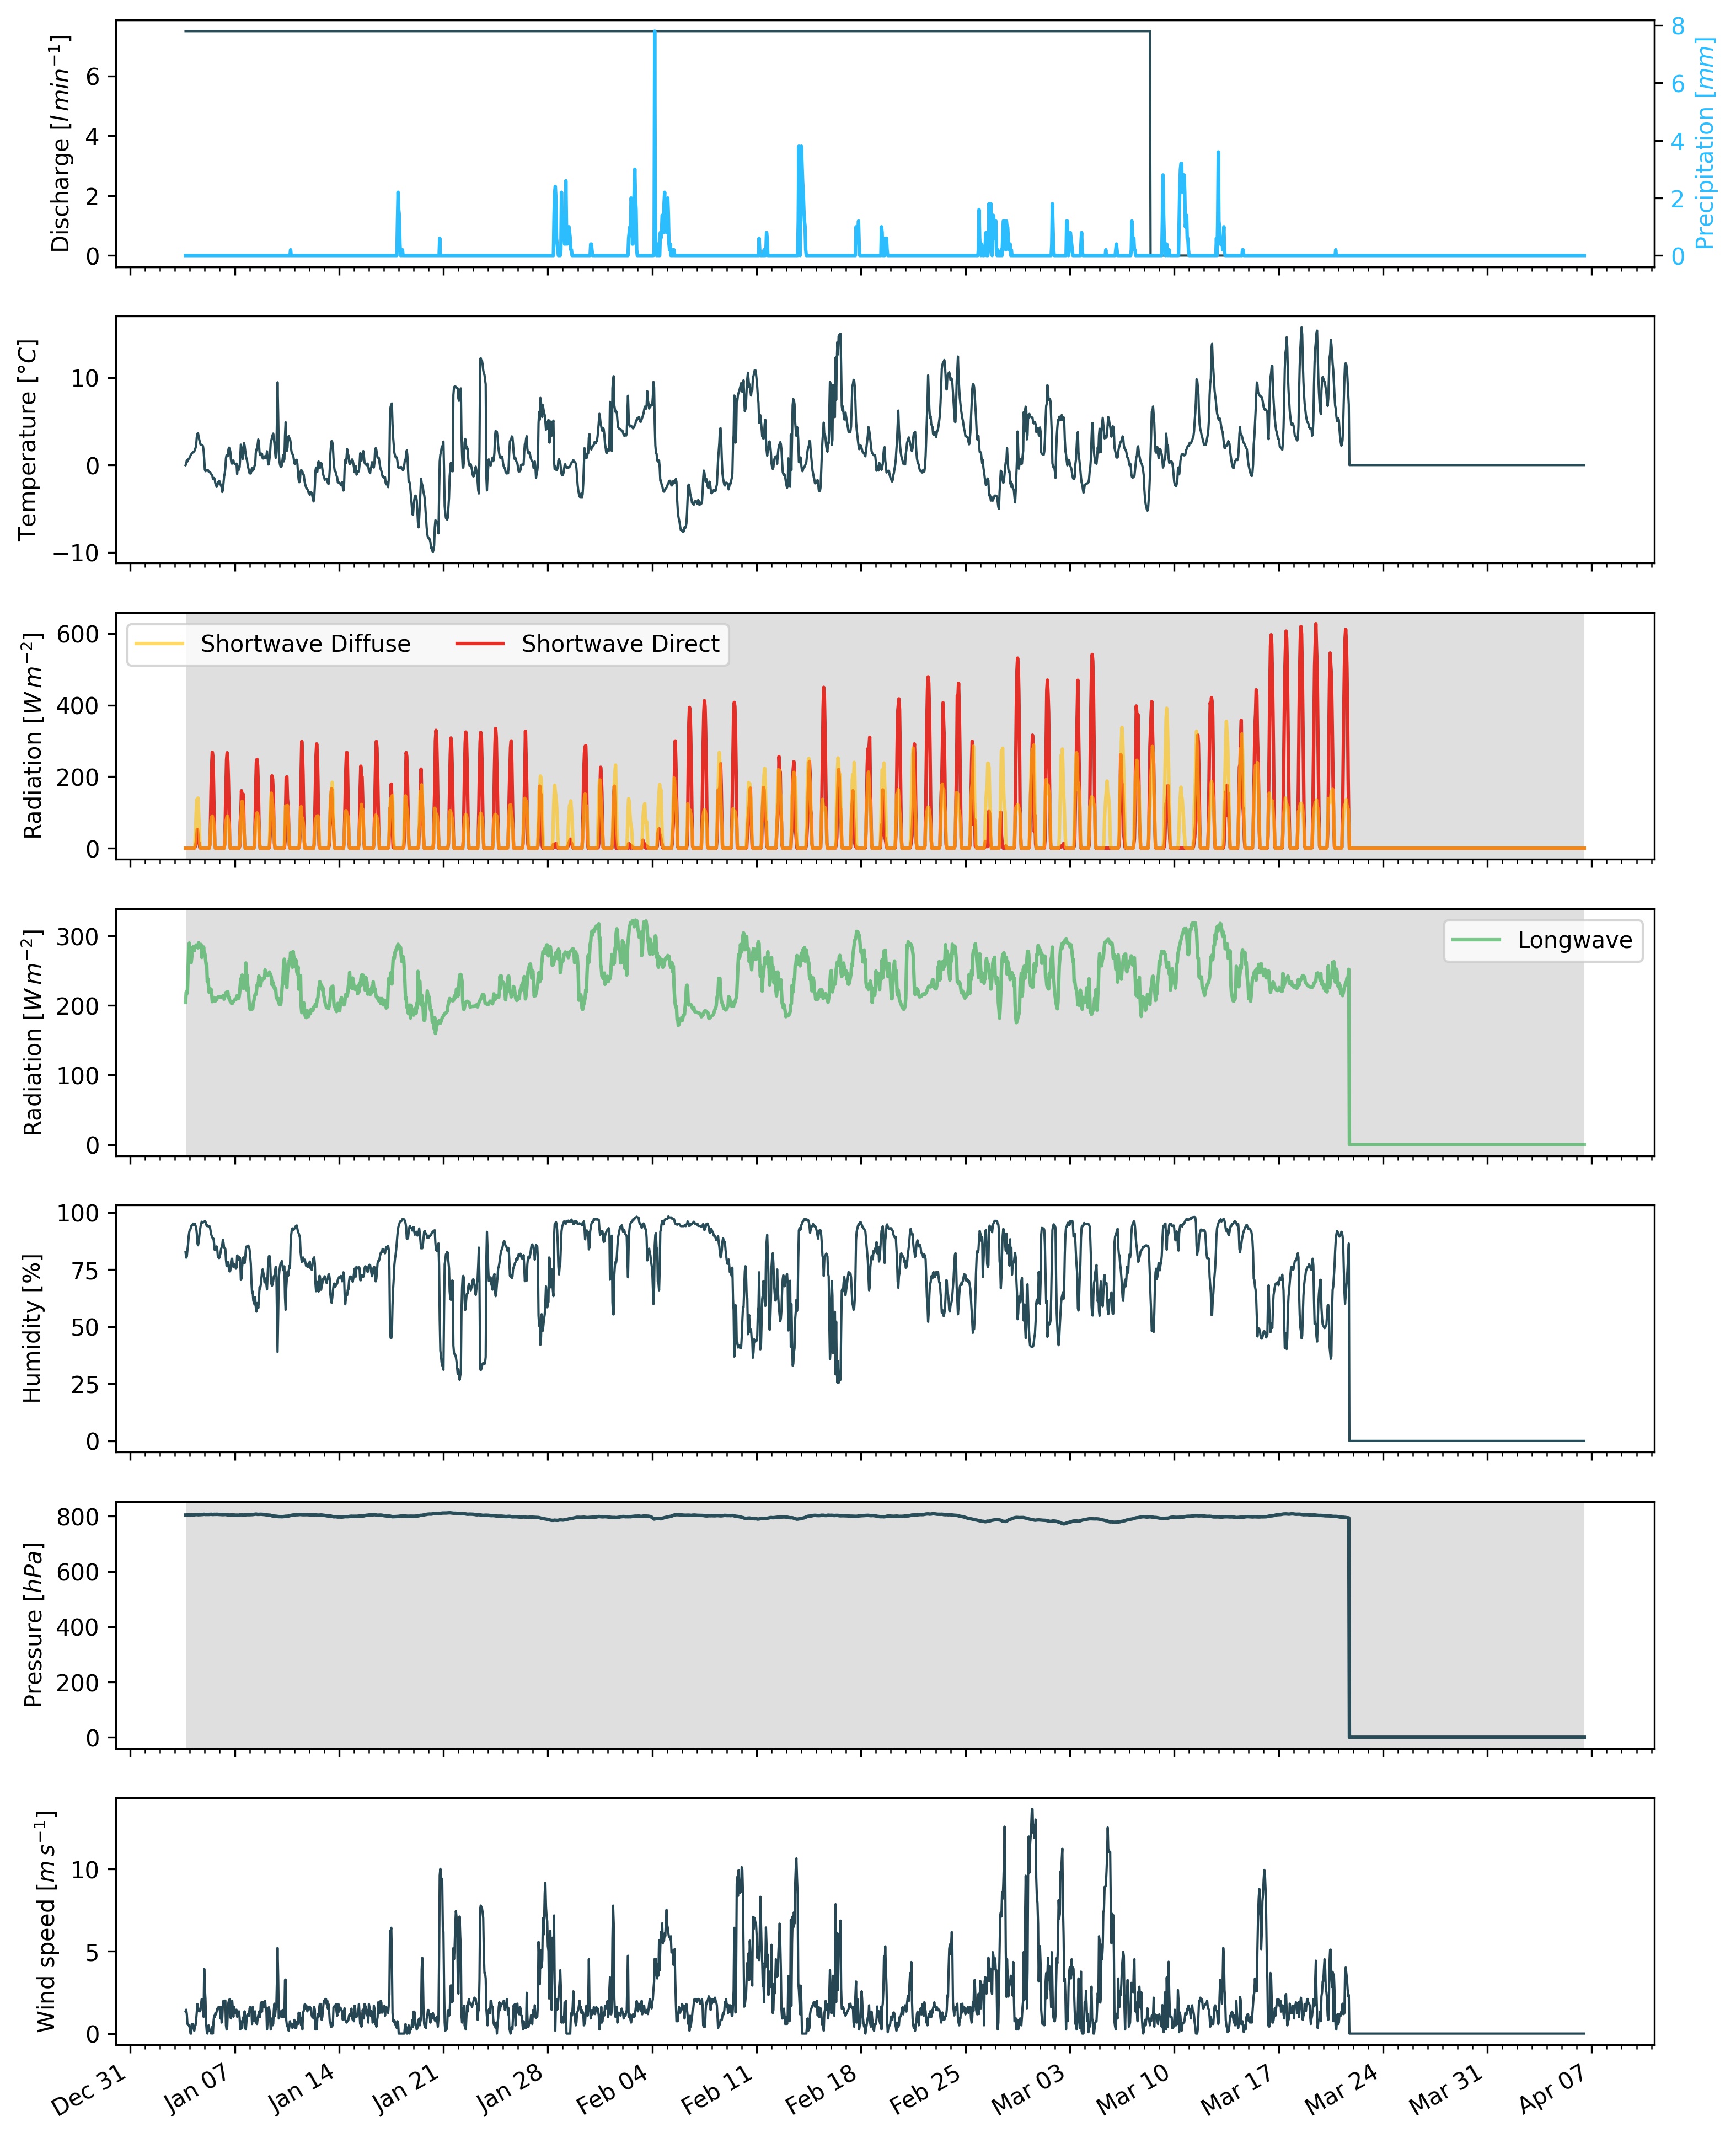 Discharge [l min⁻¹]
6
4
2
0
8
6
4
2
0
Precipitation [mm]
Temperature [°C]
10
0
−10
Radiation [W m⁻²]
600
400
200
0
Shortwave Diffuse
Shortwave Direct
Radiation [W m⁻²]
300
200
100
0
Longwave
Humidity [%]
100
75
50
25
0
Pressure [hPa]
800
600
400
200
0
Wind speed [m s⁻¹]
10
5
0
Dec 31
Jan 07
Jan 14
Jan 21
Jan 28
Feb 04
Feb 11
Feb 18
Feb 25
Mar 03
Mar 10
Mar 17
Mar 24
Mar 31
Apr 07